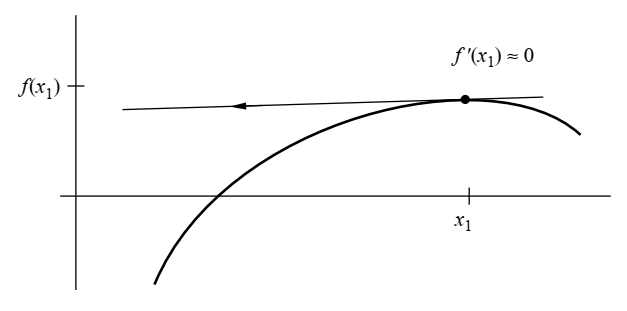 f ′(x₁) ≈ 0
f(x₁)
x₁